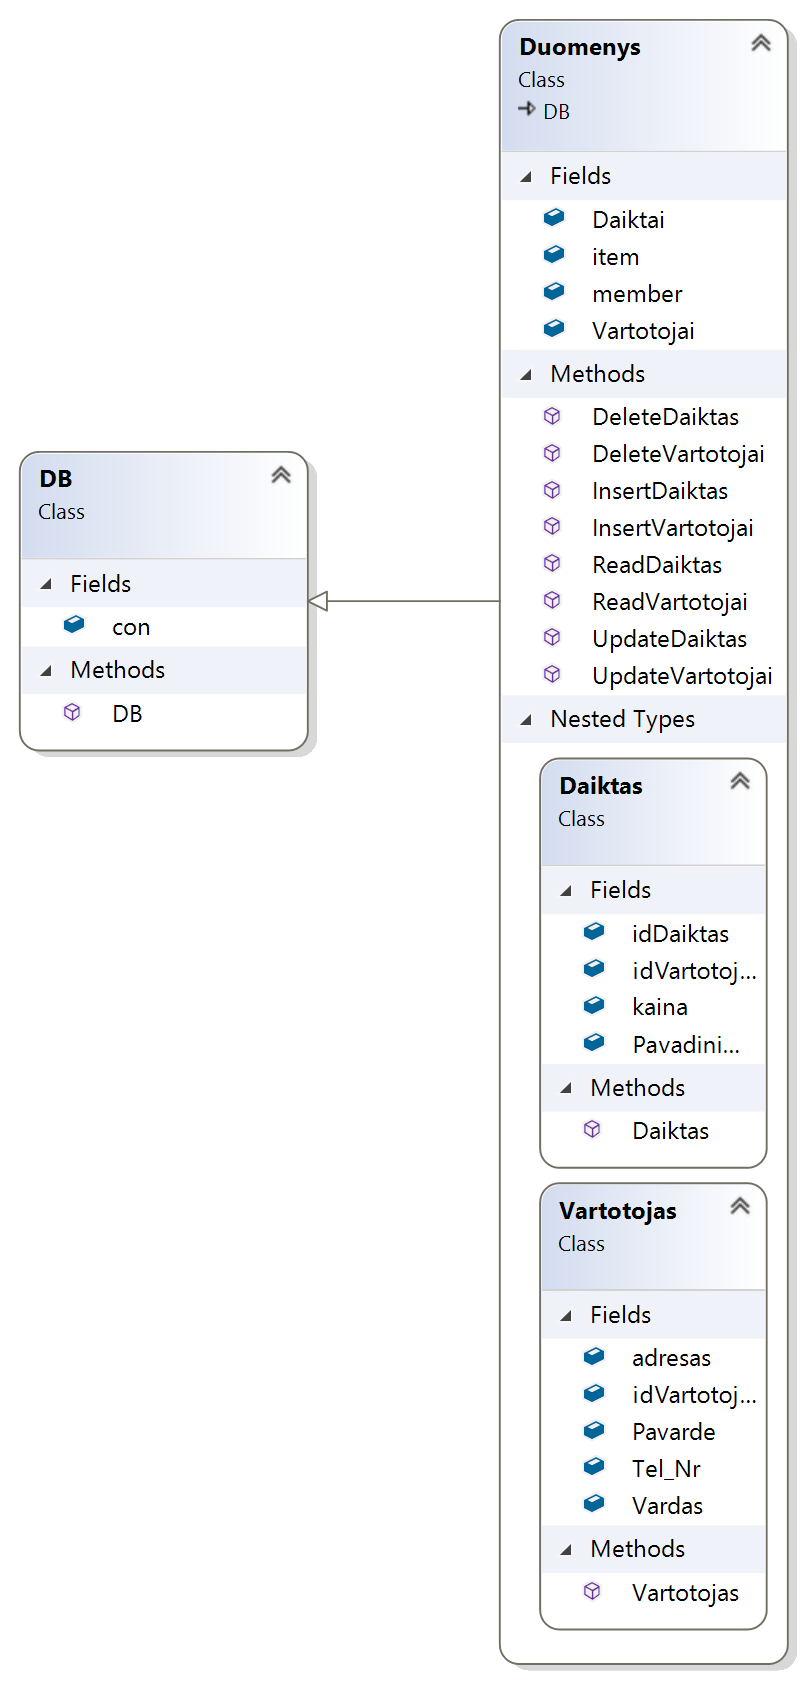 DB
Class
Fields
con
Methods
DB
Duomenys
Class
DB
Fields
Daiktai
item
member
Vartotojai
Methods
DeleteDaiktas
DeleteVartotojai
InsertDaiktas
InsertVartotojai
ReadDaiktas
ReadVartotojai
UpdateDaiktas
UpdateVartotojai
Nested Types
Daiktas
Class
Fields
idDaiktas
idVartotoj...
kaina
Pavadini...
Methods
Daiktas
Vartotojas
Class
Fields
adresas
idVartotoj...
Pavarde
Tel_Nr
Vardas
Methods
Vartotojas